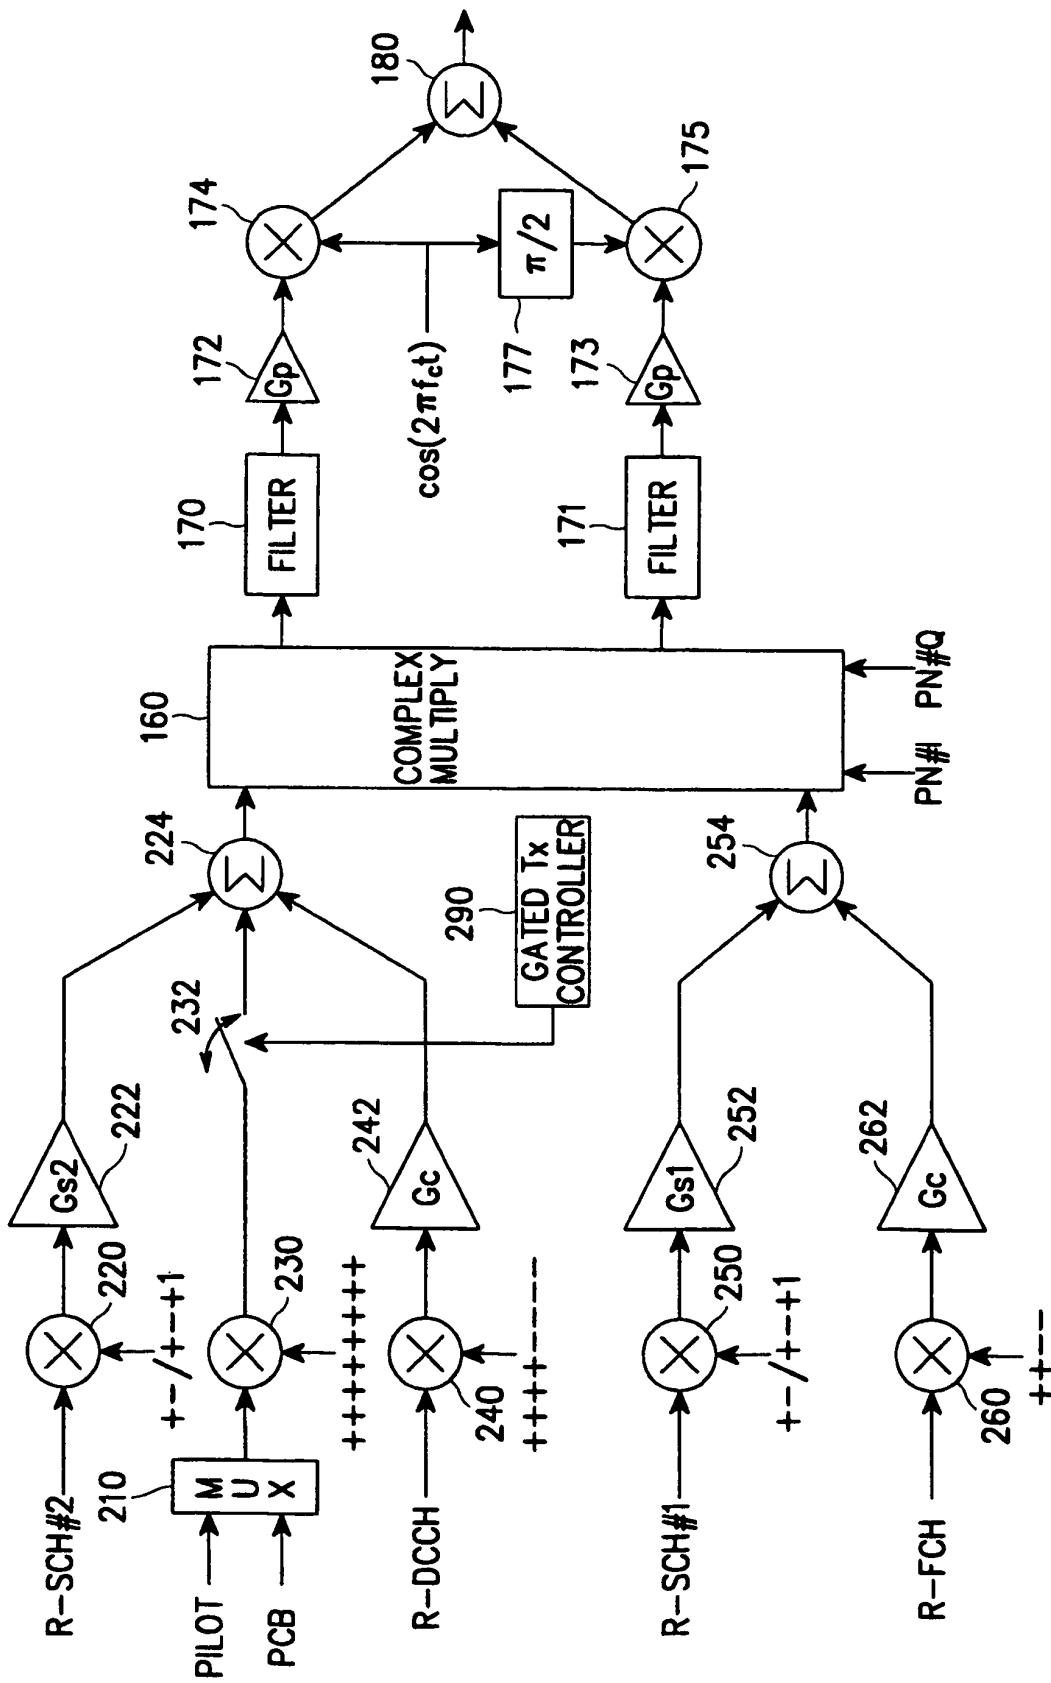 R-SCH#2
220
+-/+--+1
Gs2
222
PILOT
PCB
210
M U X
230
++++++++
232
224
Σ
R-DCCH
240
++++----
Gc
242
290
GATED Tx
CONTROLLER
R-SCH#1
250
+-/+--+1
Gs1
252
254
Σ
R-FCH
260
++--
Gc
262
160
COMPLEX
MULTIPLY
PN#I
PN#Q
170
FILTER
172
Gp
174
cos(2πfct)
177
π/2
171
FILTER
173
Gp
175
180
Σ